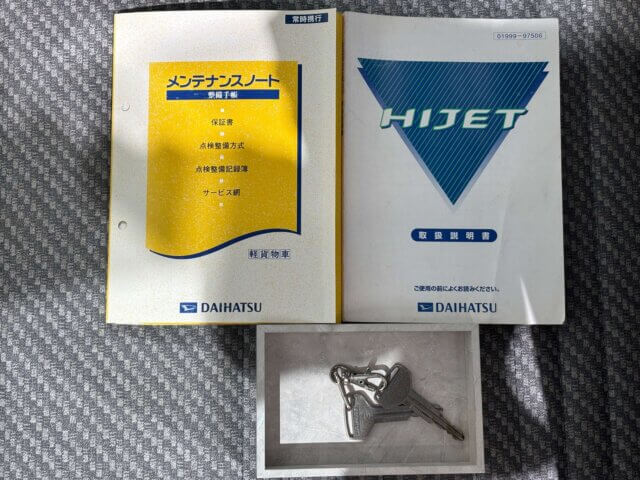 常時携行
メンテナンスノート
整備手帳
保証書
点検整備方式
点検整備記録簿
サービス網
軽貨物車
DAIHATSU
01999-97506
HIJET
取扱説明書
ご使用の前によくお読みください。
DAIHATSU